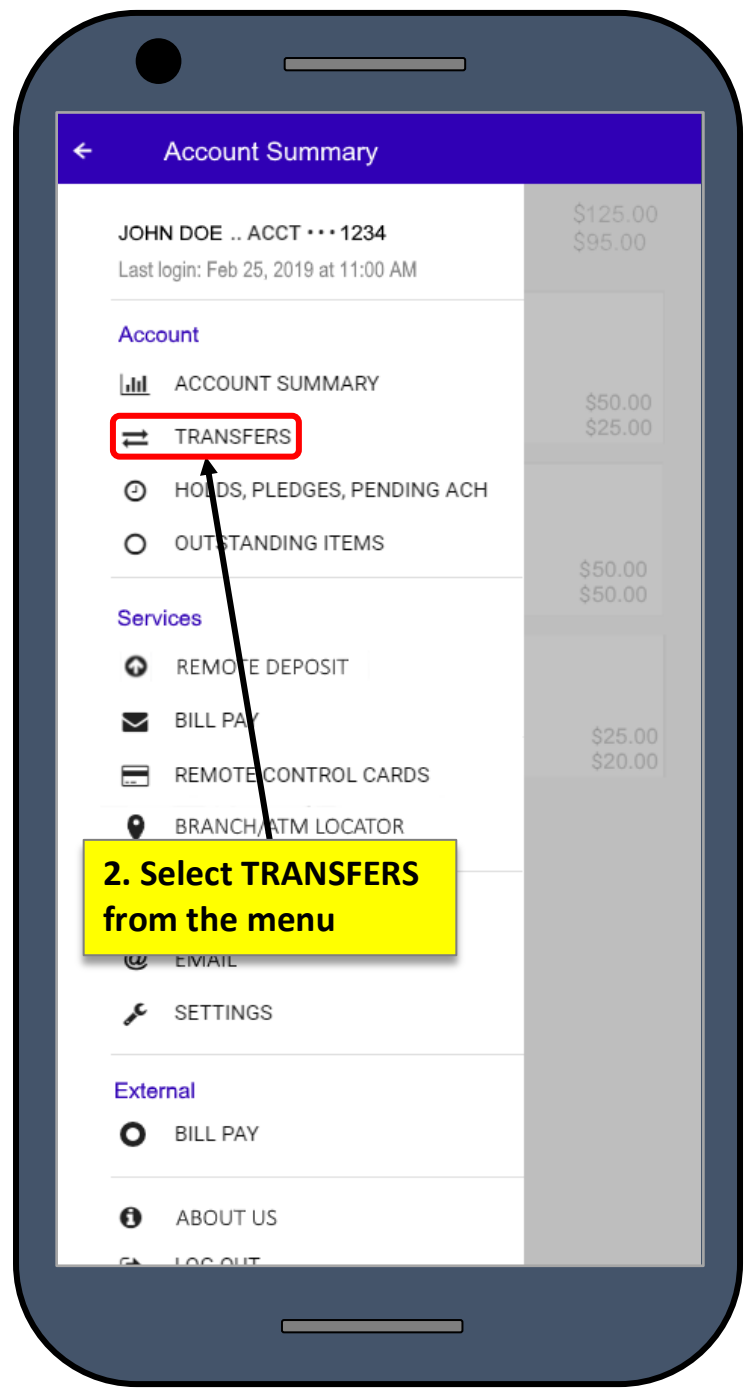 Account Summary
JOHN DOE .. ACCT ··· 1234
Last login: Feb 25, 2019 at 11:00 AM
$125.00
$95.00
Account
ACCOUNT SUMMARY
TRANSFERS
HOLDS, PLEDGES, PENDING ACH
OUTSTANDING ITEMS
$50.00
$25.00
$50.00
$50.00
Services
REMOTE DEPOSIT
BILL PAY
REMOTE CONTROL CARDS
BRANCH/ATM LOCATOR
$25.00
$20.00
2. Select TRANSFERS
from the menu
EMAIL
SETTINGS
External
BILL PAY
ABOUT US
LOG OUT